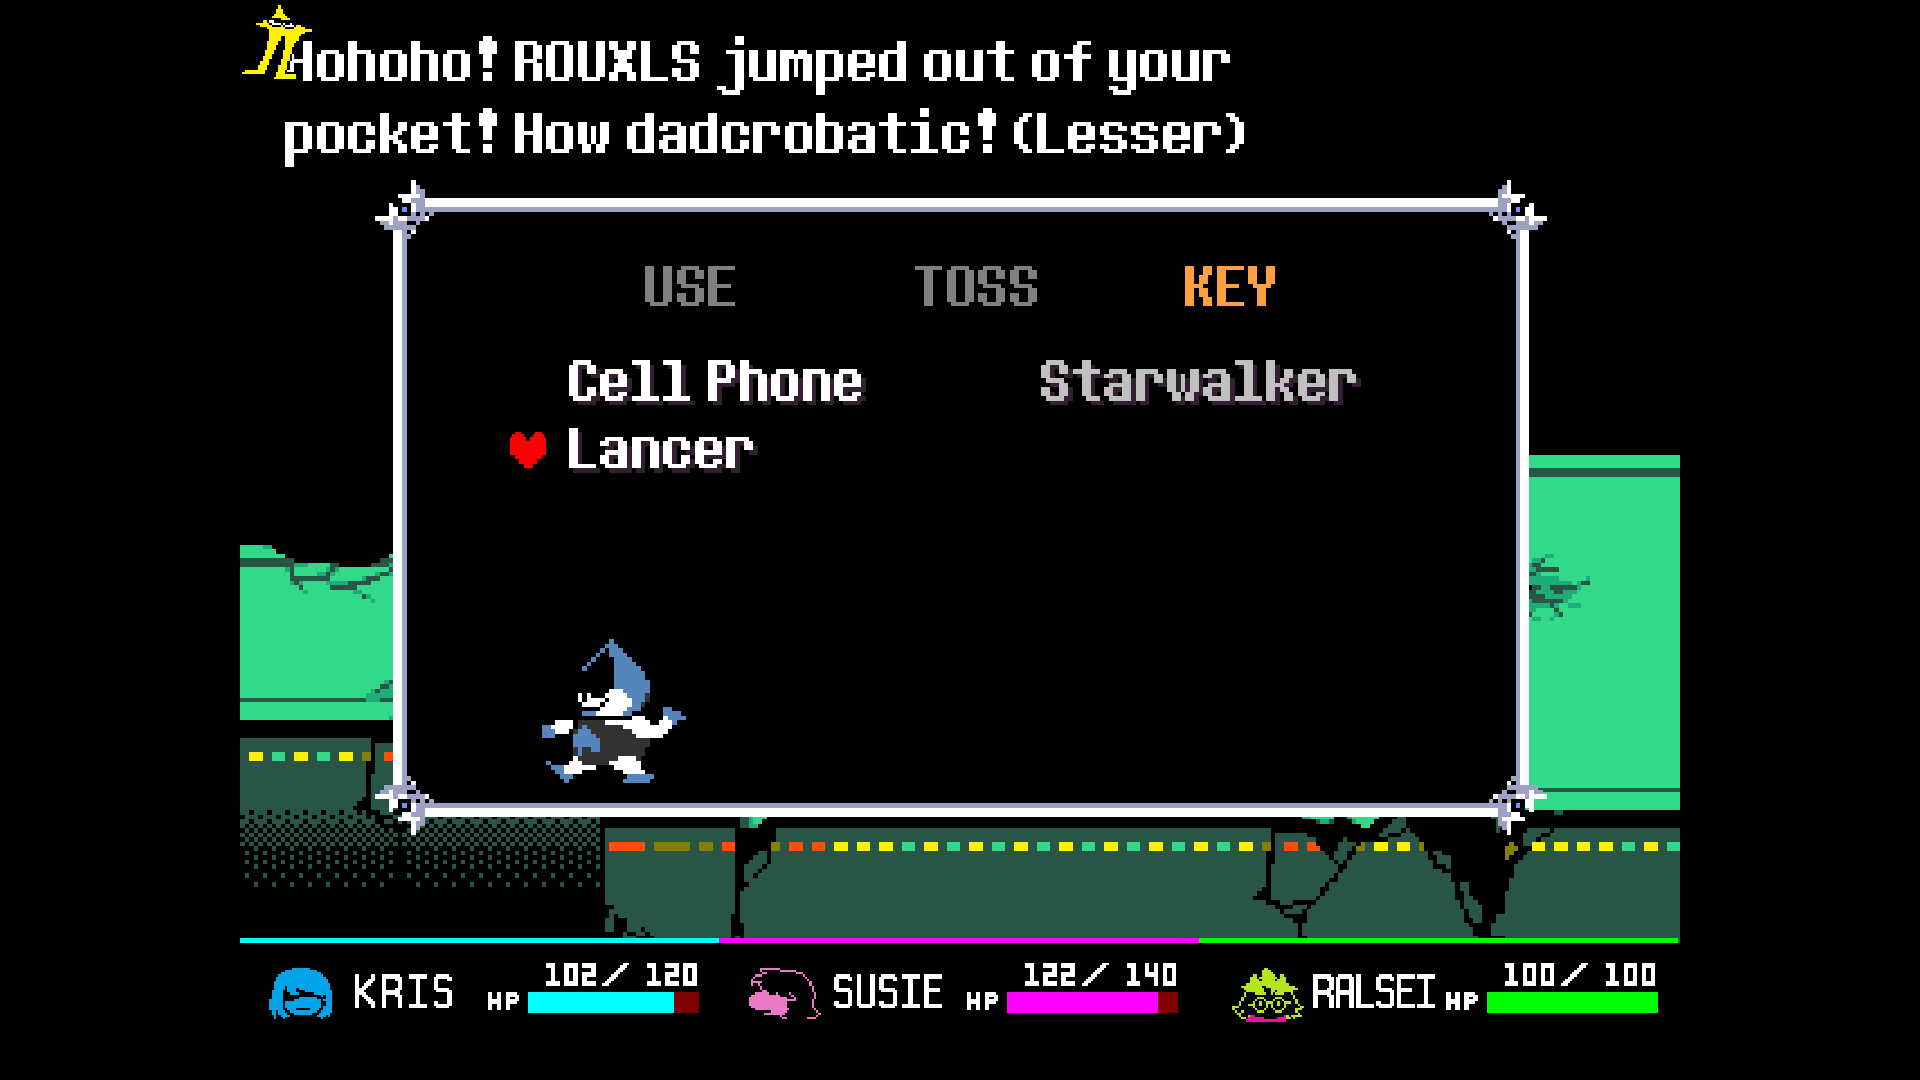 Hohoho! ROUXLS jumped out of your
pocket! How dadcrobatic! (Lesser)
USE TOSS KEY
Cell Phone Starwalker
Lancer
KRIS HP 102/ 120 SUSIE HP 122/ 140 RALSEI HP 100/ 100